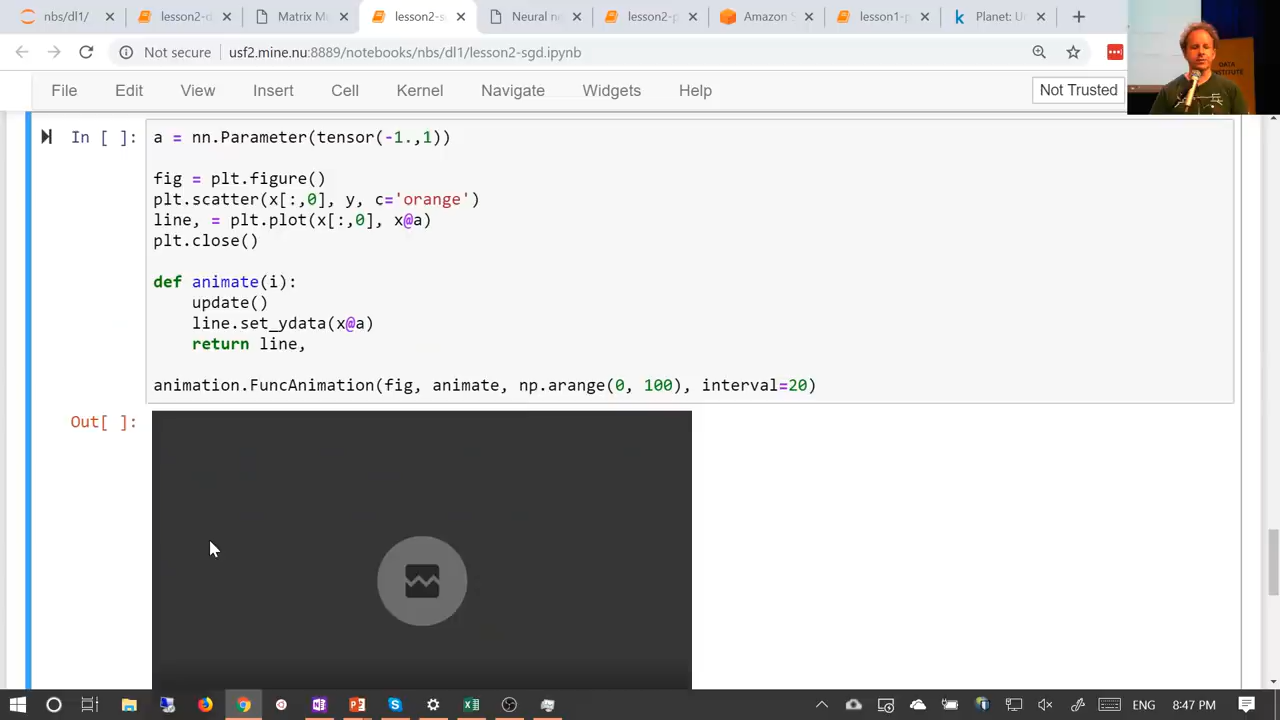 nbs/dl1/
lesson2-d
Matrix M
lesson2-s
Neural n
lesson2-p
Amazon S
lesson1-p
Planet: U
Not secure
usf2.mine.nu:8889/notebooks/nbs/dl1/lesson2-sgd.ipynb
File Edit View Insert Cell Kernel Navigate Widgets Help
Not Trusted
DATA
INSTITUTE
In [ ]:
a = nn.Parameter(tensor(-1.,1))
fig = plt.figure()
plt.scatter(x[:,0], y, c='orange')
line, = plt.plot(x[:,0], x@a)
plt.close()
def animate(i):
update()
line.set_ydata(x@a)
return line,
animation.FuncAnimation(fig, animate, np.arange(0, 100), interval=20)
Out[ ]:
ENG
8:47 PM